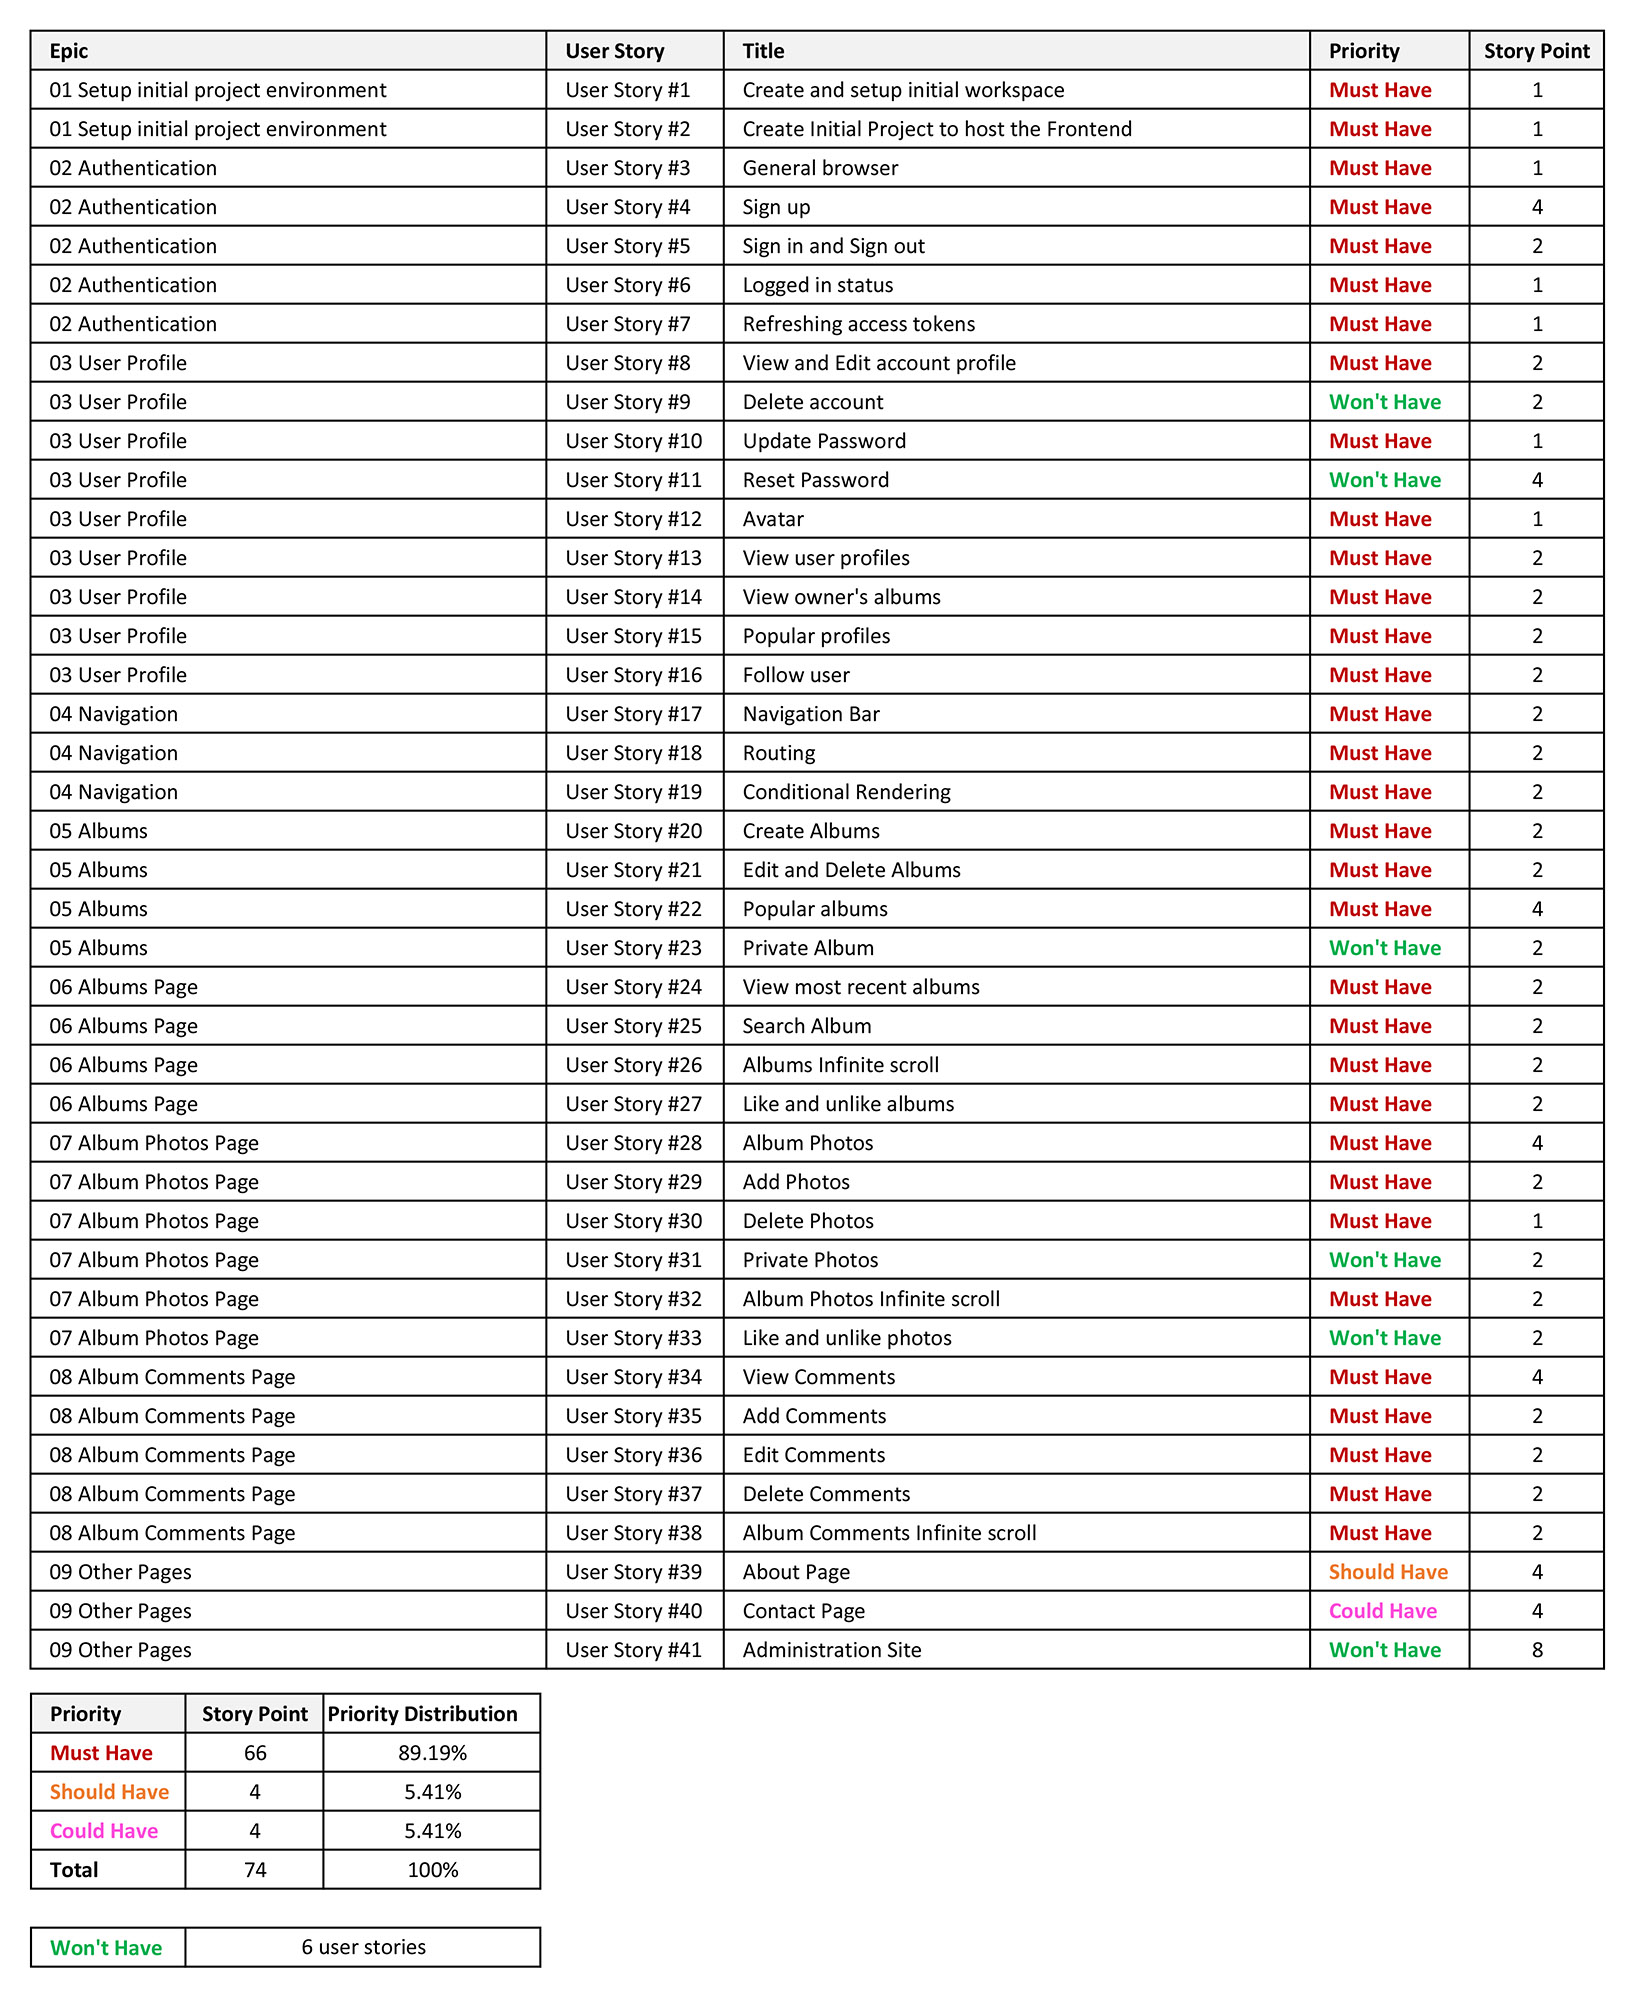 Epic User Story Title Priority Story Point
01 Setup initial project environment User Story #1 Create and setup initial workspace Must Have 1
01 Setup initial project environment User Story #2 Create Initial Project to host the Frontend Must Have 1
02 Authentication User Story #3 General browser Must Have 1
02 Authentication User Story #4 Sign up Must Have 4
02 Authentication User Story #5 Sign in and Sign out Must Have 2
02 Authentication User Story #6 Logged in status Must Have 1
02 Authentication User Story #7 Refreshing access tokens Must Have 1
03 User Profile User Story #8 View and Edit account profile Must Have 2
03 User Profile User Story #9 Delete account Won't Have 2
03 User Profile User Story #10 Update Password Must Have 1
03 User Profile User Story #11 Reset Password Won't Have 4
03 User Profile User Story #12 Avatar Must Have 1
03 User Profile User Story #13 View user profiles Must Have 2
03 User Profile User Story #14 View owner's albums Must Have 2
03 User Profile User Story #15 Popular profiles Must Have 2
03 User Profile User Story #16 Follow user Must Have 2
04 Navigation User Story #17 Navigation Bar Must Have 2
04 Navigation User Story #18 Routing Must Have 2
04 Navigation User Story #19 Conditional Rendering Must Have 2
05 Albums User Story #20 Create Albums Must Have 2
05 Albums User Story #21 Edit and Delete Albums Must Have 2
05 Albums User Story #22 Popular albums Must Have 4
05 Albums User Story #23 Private Album Won't Have 2
06 Albums Page User Story #24 View most recent albums Must Have 2
06 Albums Page User Story #25 Search Album Must Have 2
06 Albums Page User Story #26 Albums Infinite scroll Must Have 2
06 Albums Page User Story #27 Like and unlike albums Must Have 2
07 Album Photos Page User Story #28 Album Photos Must Have 4
07 Album Photos Page User Story #29 Add Photos Must Have 2
07 Album Photos Page User Story #30 Delete Photos Must Have 1
07 Album Photos Page User Story #31 Private Photos Won't Have 2
07 Album Photos Page User Story #32 Album Photos Infinite scroll Must Have 2
07 Album Photos Page User Story #33 Like and unlike photos Won't Have 2
08 Album Comments Page User Story #34 View Comments Must Have 4
08 Album Comments Page User Story #35 Add Comments Must Have 2
08 Album Comments Page User Story #36 Edit Comments Must Have 2
08 Album Comments Page User Story #37 Delete Comments Must Have 2
08 Album Comments Page User Story #38 Album Comments Infinite scroll Must Have 2
09 Other Pages User Story #39 About Page Should Have 4
09 Other Pages User Story #40 Contact Page Could Have 4
09 Other Pages User Story #41 Administration Site Won't Have 8
Priority Story Point Priority Distribution
Must Have 66 89.19%
Should Have 4 5.41%
Could Have 4 5.41%
Total 74 100%
Won't Have 6 user stories